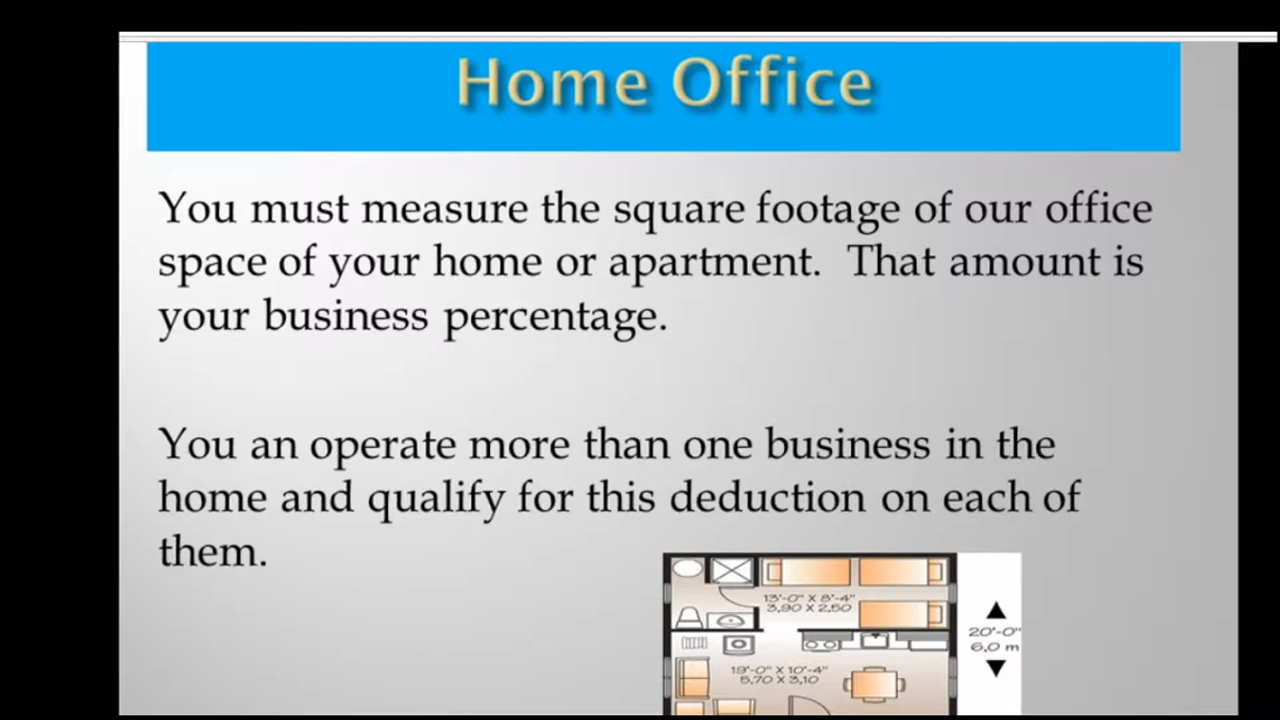 Home Office
You must measure the square footage of our office
space of your home or apartment. That amount is
your business percentage.
You an operate more than one business in the
home and qualify for this deduction on each of
them.
13'-0" X 8'-4"
3,90 X 2,50
20'-0"
6,0 m
19'-0" X 10'-4"
5,70 X 3,10